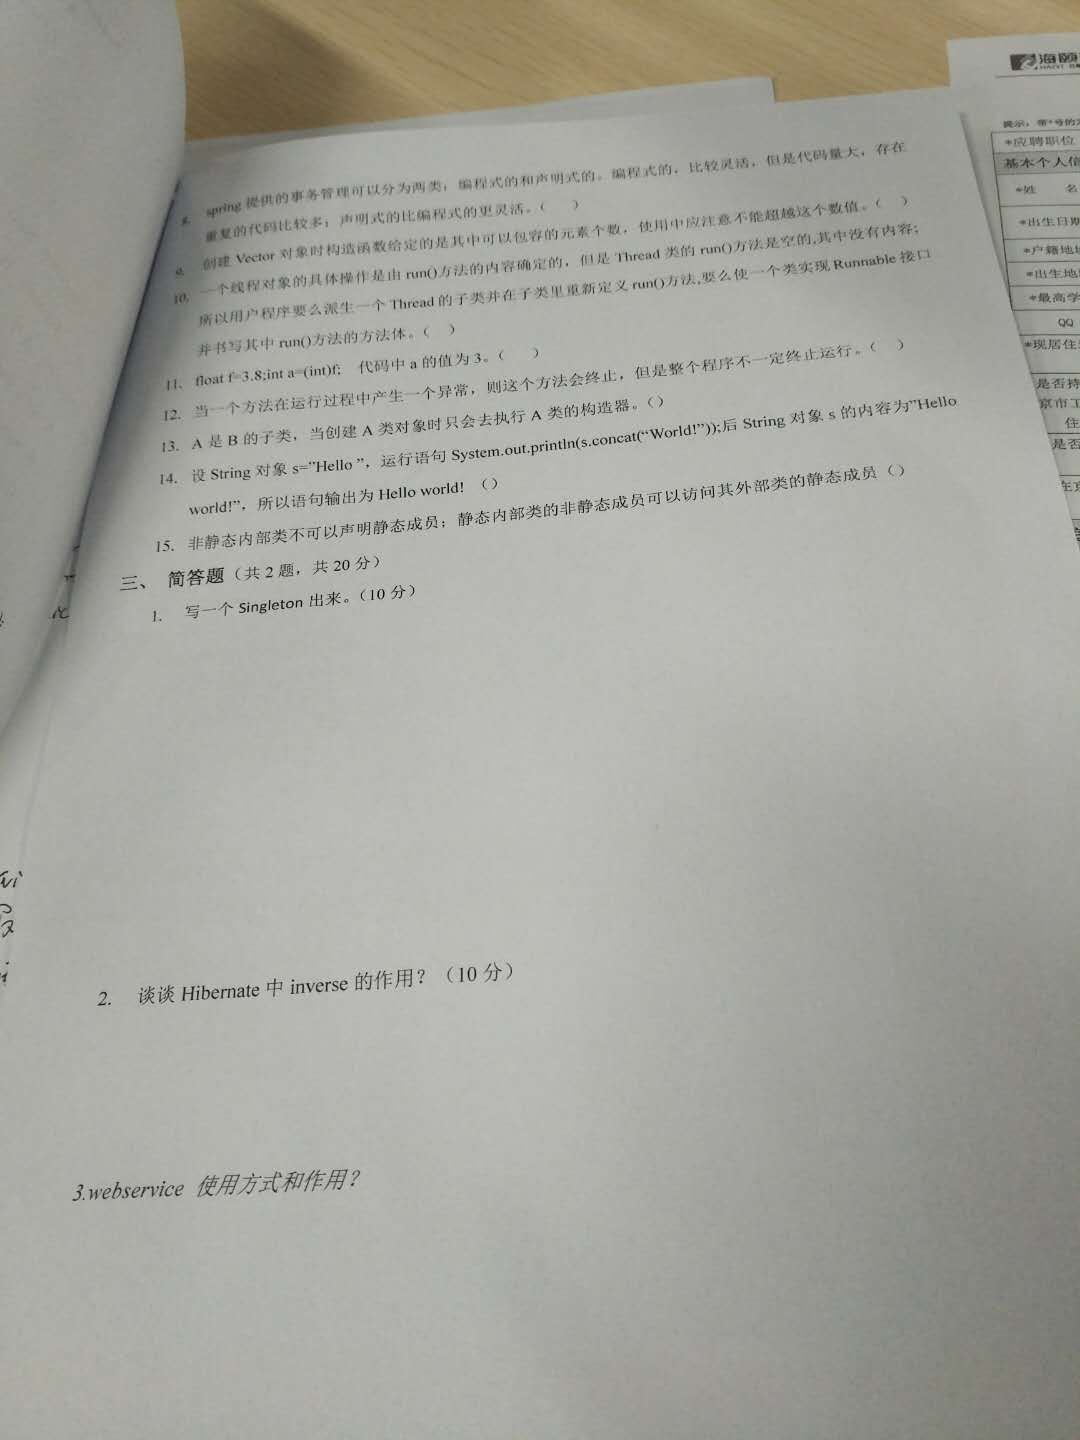 8. spring 提供的事务管理可以分为两类：编程式的和声明式的。编程式的，比较灵活，但是代码量大，存在
重复的代码比较多；声明式的比编程式的更灵活。（ ）
9. 创建 Vector 对象时构造函数给定的是其中可以包容的元素个数，使用中应注意不能超越这个数值。（ ）
10. 一个线程对象的具体操作是由 run()方法的内容确定的，但是 Thread 类的 run()方法是空的,其中没有内容；
所以用户程序要么派生一个 Thread 的子类并在子类里重新定义 run()方法,要么使一个类实现 Runnable 接口
并书写其中 run()方法的方法体。（ ）
11. float f=3.8;int a=(int)f; 代码中 a 的值为 3。（ ）
12. 当一个方法在运行过程中产生一个异常，则这个方法会终止，但是整个程序不一定终止运行。（ ）
13. A 是 B 的子类，当创建 A 类对象时只会去执行 A 类的构造器。（）
14. 设 String 对象 s=”Hello ”，运行语句 System.out.println(s.concat(“World!”));后 String 对象 s 的内容为”Hello
world!”，所以语句输出为 Hello world! （）
15. 非静态内部类不可以声明静态成员；静态内部类的非静态成员可以访问其外部类的静态成员（）
三、 简答题（共 2 题，共 20 分）
1. 写一个 Singleton 出来。（10 分）
2. 谈谈 Hibernate 中 inverse 的作用？（10 分）
3.webservice 使用方式和作用？
海颐
提示，带*号的
*应聘职位
基本个人信
*姓 名
*出生日期
*户籍地
*出生地
*最高学
QQ
*现居住
是否持
京市工
住
是否